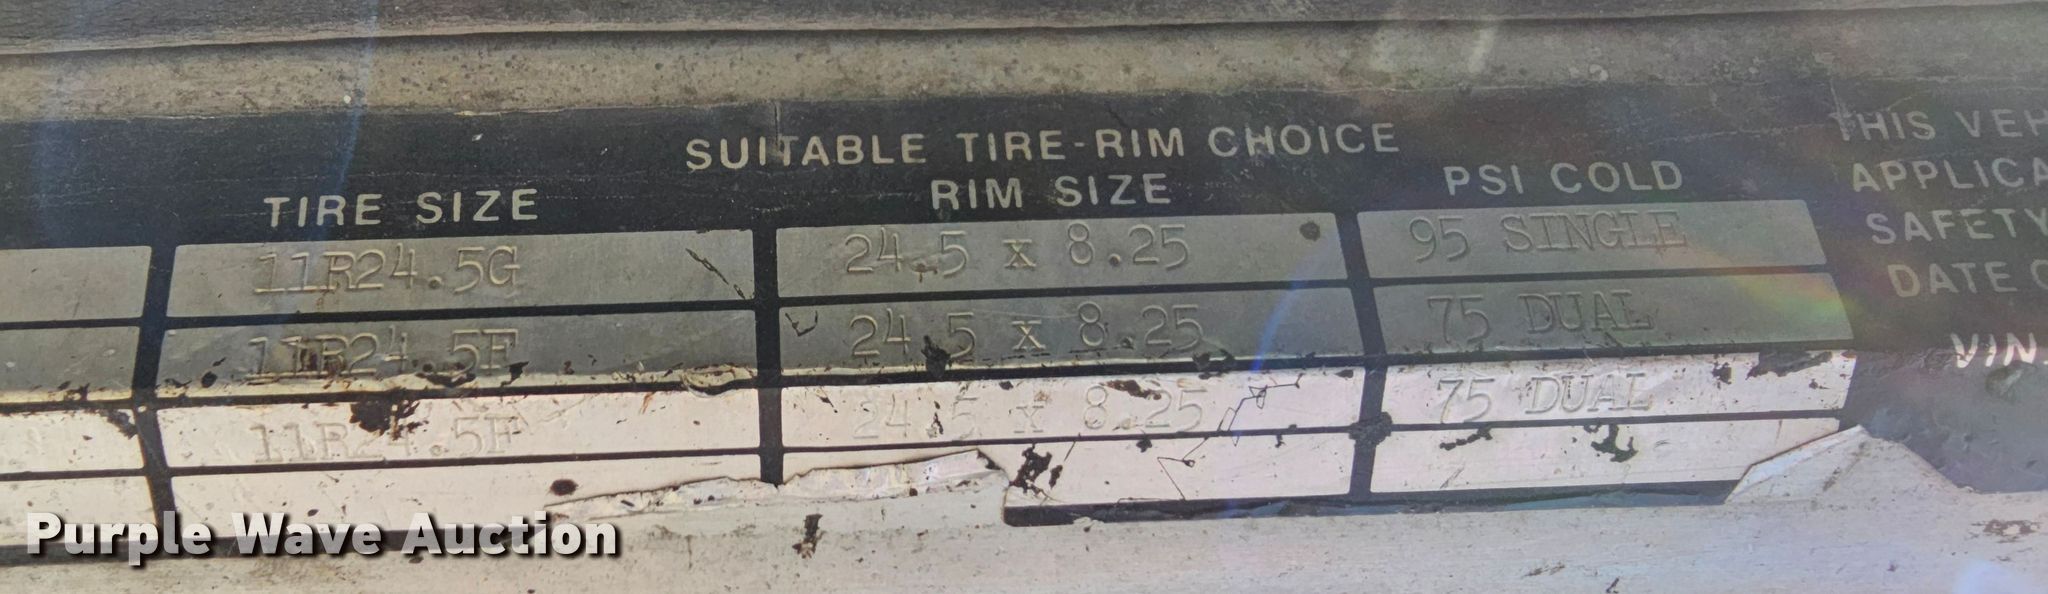 SUITABLE TIRE-RIM CHOICE
TIRE SIZE RIM SIZE PSI COLD
11R24.5G 24.5 x 8.25 95 SINGLE
11R24.5F 24.5 x 8.25 75 DUAL
11R24.5F 24.5 x 8.25 75 DUAL
THIS VEH
APPLICA
SAFETY
DATE O
VIN.
Purple Wave Auction